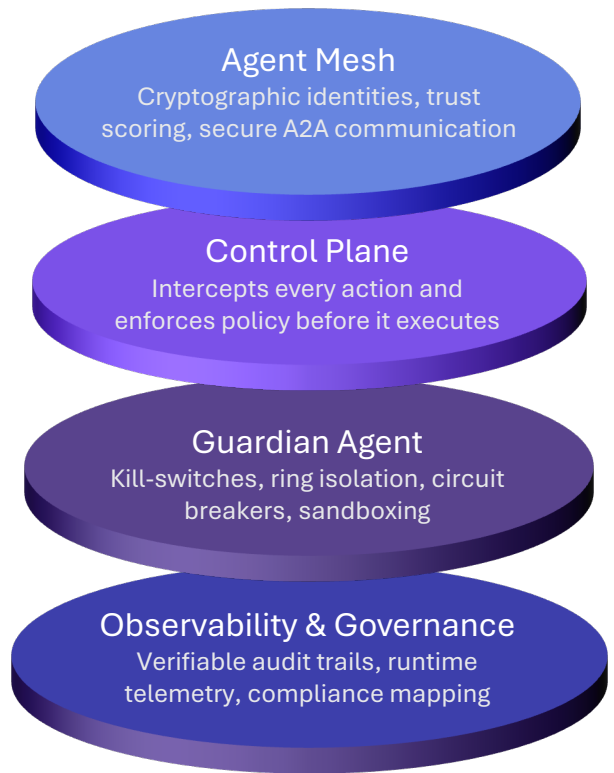 Agent Mesh
Cryptographic identities, trust
scoring, secure A2A communication
Control Plane
Intercepts every action and
enforces policy before it executes
Guardian Agent
Kill-switches, ring isolation, circuit
breakers, sandboxing
Observability & Governance
Verifiable audit trails, runtime
telemetry, compliance mapping